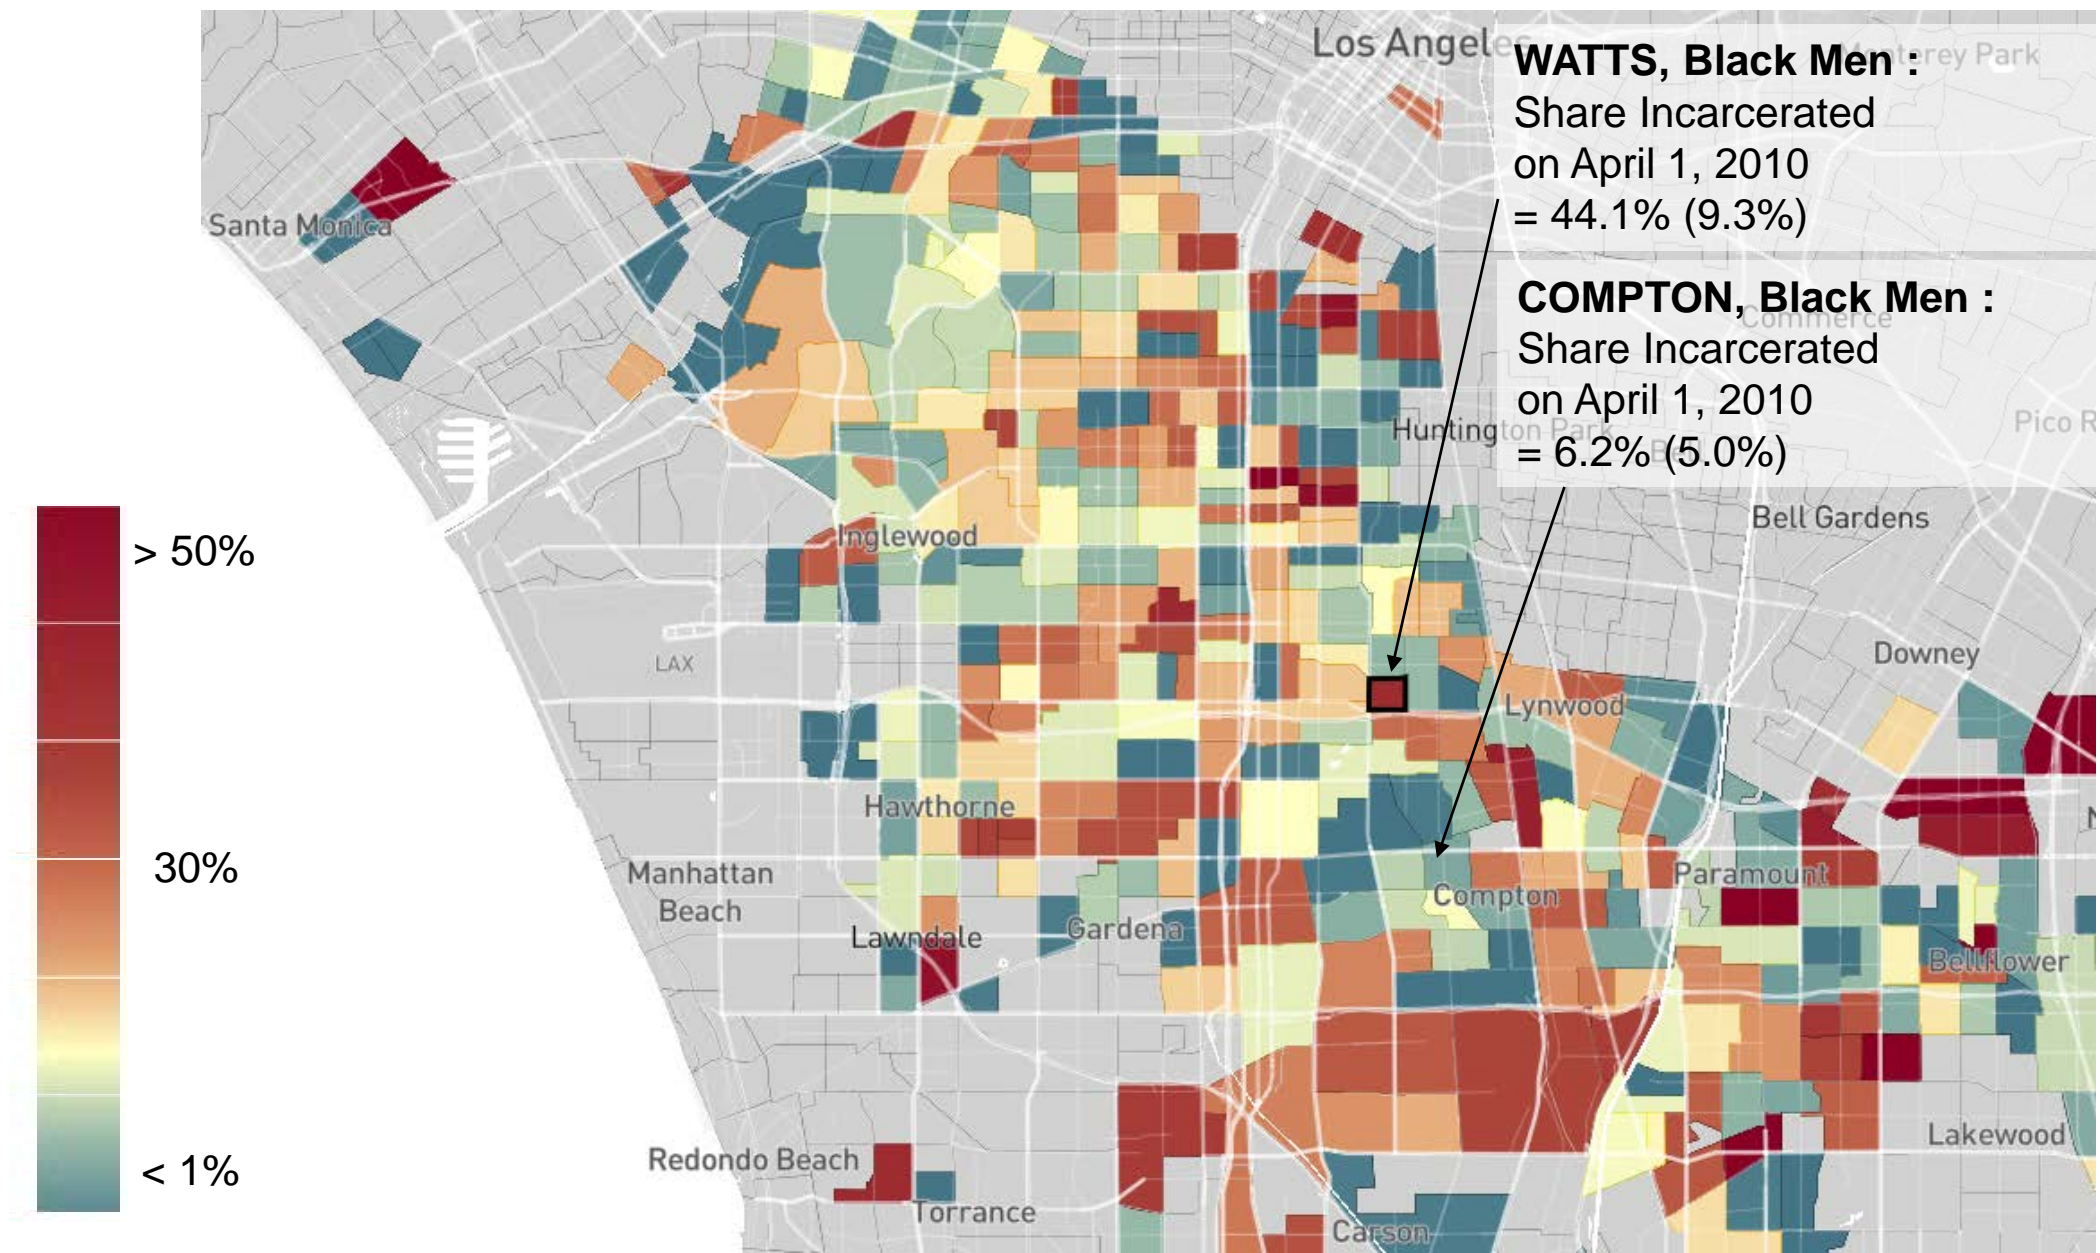 Los Angeles
Monterey Park
WATTS, Black Men :
Share Incarcerated
on April 1, 2010
= 44.1% (9.3%)
Santa Monica
COMPTON, Black Men :
Commerce
Share Incarcerated
on April 1, 2010
= 6.2% (5.0%)
Huntington Park
Bell
Pico R
> 50%
Inglewood
Bell Gardens
LAX
Downey
Lynwood
Hawthorne
N
30%
Manhattan
Beach
Paramount
Compton
Lawndale
Gardena
Bellflower
< 1%
Redondo Beach
Lakewood
Torrance
Carson